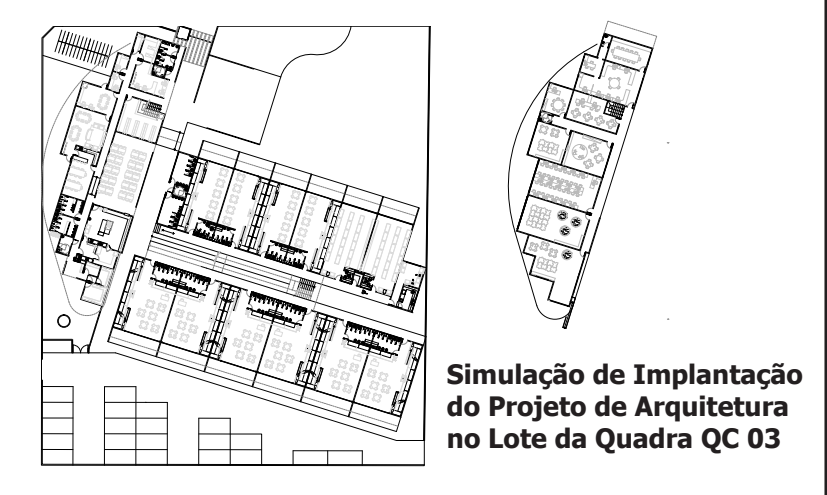 Simulação de Implantação
do Projeto de Arquitetura
no Lote da Quadra QC 03